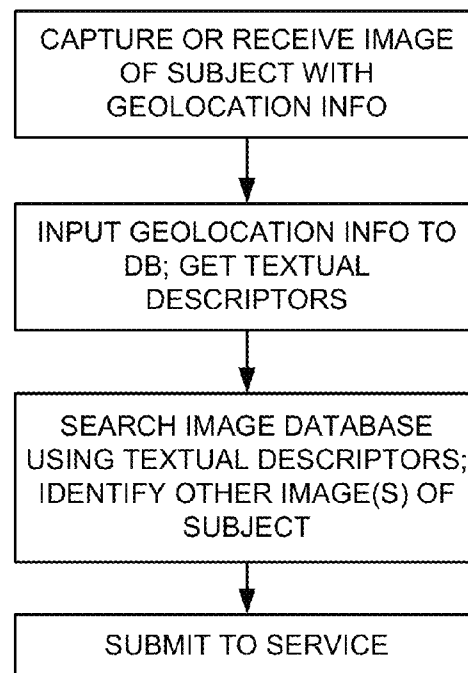 CAPTURE OR RECEIVE IMAGE
OF SUBJECT WITH
GEOLOCATION INFO
INPUT GEOLOCATION INFO TO
DB; GET TEXTUAL
DESCRIPTORS
SEARCH IMAGE DATABASE
USING TEXTUAL DESCRIPTORS;
IDENTIFY OTHER IMAGE(S) OF
SUBJECT
SUBMIT TO SERVICE